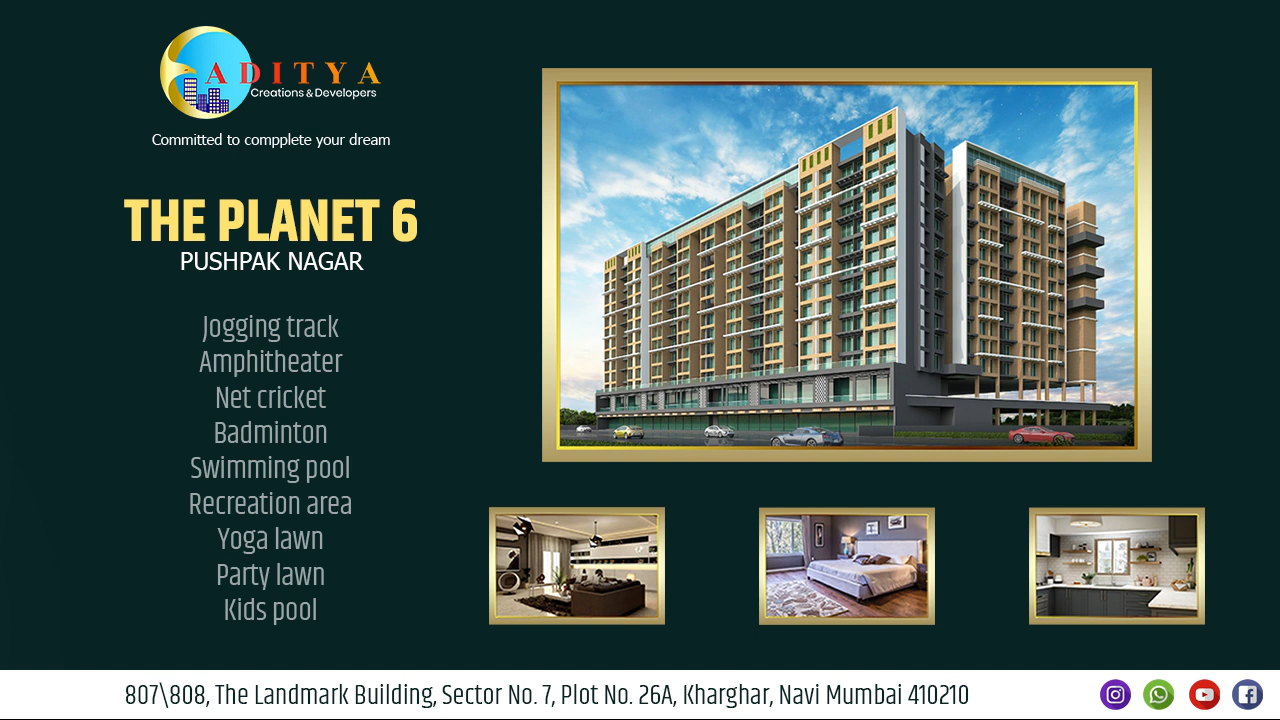 ADITYA
Creations & Developers
Committed to compplete your dream
THE PLANET 6
PUSHPAK NAGAR
Jogging track
Amphitheater
Net cricket
Badminton
Swimming pool
Recreation area
Yoga lawn
Party lawn
Kids pool
807\808, The Landmark Building, Sector No. 7, Plot No. 26A, Kharghar, Navi Mumbai 410210